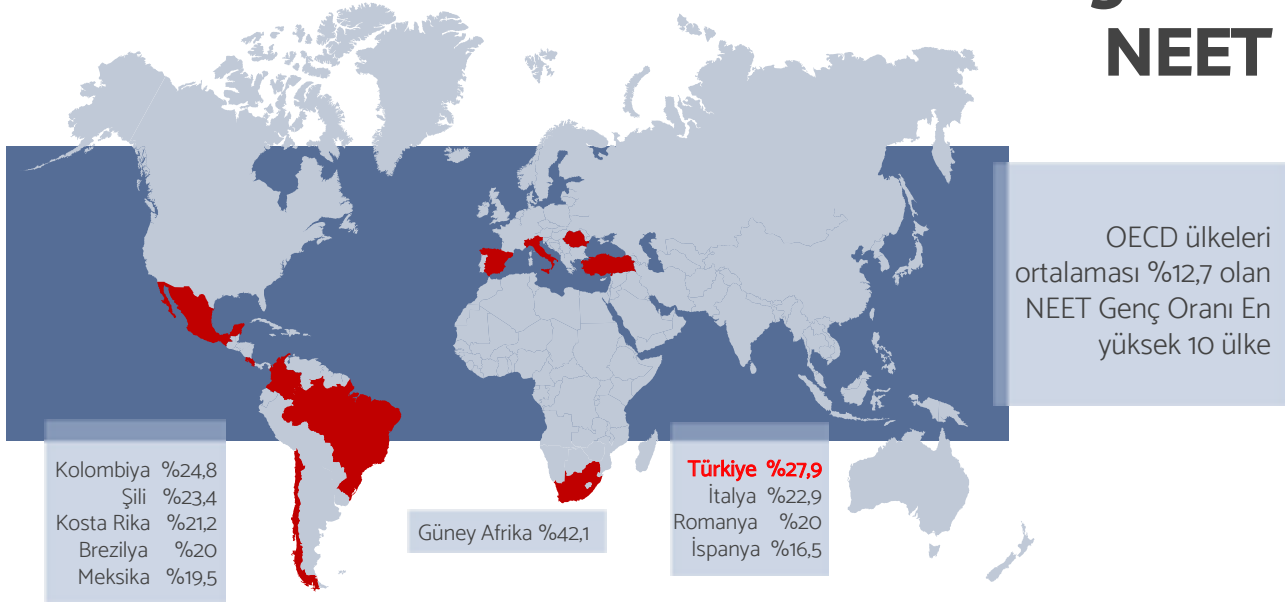 NEET
OECD ülkeleri
ortalaması %12,7 olan
NEET Genç Oranı En
yüksek 10 ülke
Kolombiya %24,8
Şili %23,4
Kosta Rika %21,2
Brezilya %20
Meksika %19,5
Güney Afrika %42,1
Türkiye %27,9
İtalya %22,9
Romanya %20
İspanya %16,5